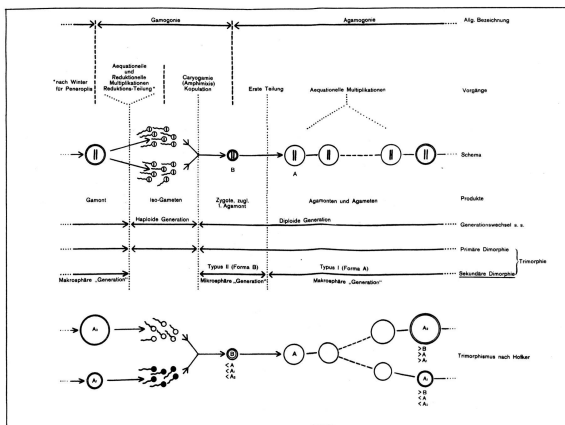 Gamogonie Agamogonie Allg. Bezeichnung
"nach Winter
für Peneroplis
Aequationelle
und
Reduktionelle
Multiplikationen
Reduktions-Teilung"
Caryogamie
(Amphimixis)
Kopulation
Erste Teilung
Aequationelle Multiplikationen
Vorgänge
B
A
Schema
Gamont
Iso-Gameten
Zygote, zugl.
I. Agamont
Agamonten und Agameten
Produkte
Haploide Generation Diploide Generation Generationswechsel s. s.
Primäre Dimorphie
Trimorphie
Typus II (Forma B) Typus I (Forma A) Sekundäre Dimorphie
Makrosphäre „Generation" Mikrosphäre „Generation" Makrosphäre „Generation"
A₂
B
< A
< A₁
< A₂
A
A₂
> B
> A
> A₁
Trimorphismus nach Hofker
A₁
A₁
> B
< A